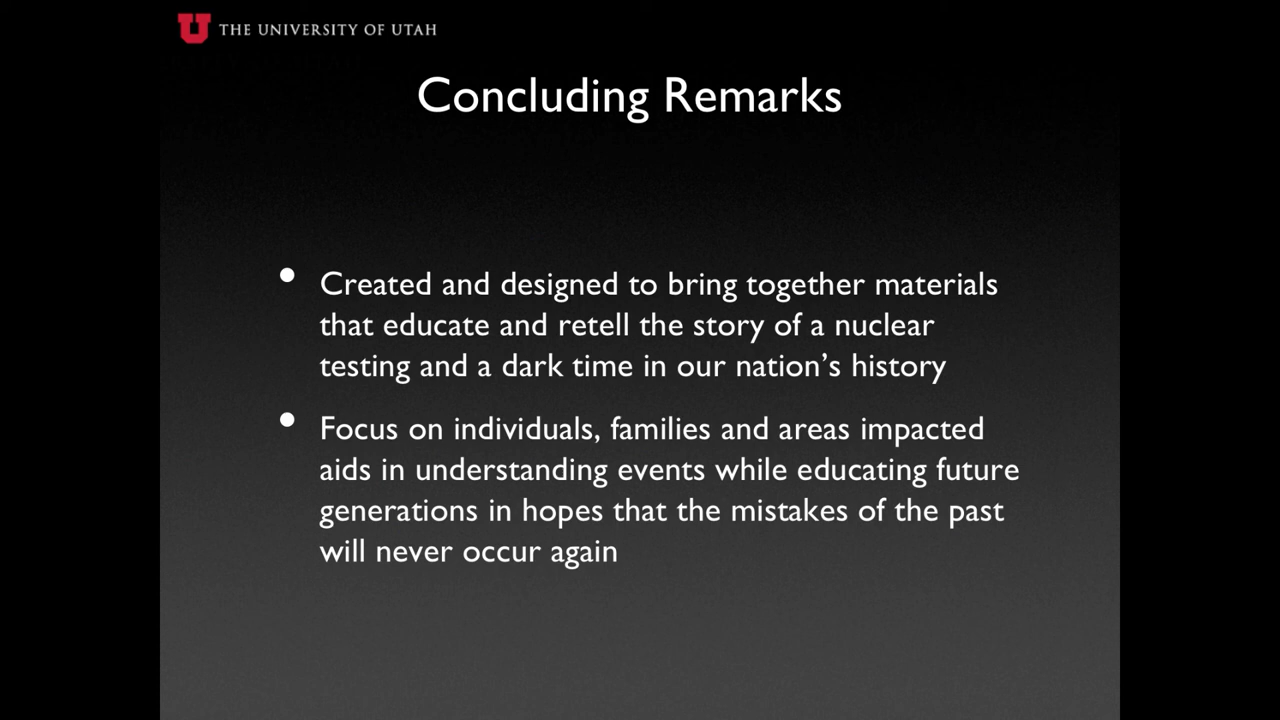 THE UNIVERSITY OF UTAH
Concluding Remarks
• Created and designed to bring together materials
that educate and retell the story of a nuclear
testing and a dark time in our nation’s history
• Focus on individuals, families and areas impacted
aids in understanding events while educating future
generations in hopes that the mistakes of the past
will never occur again